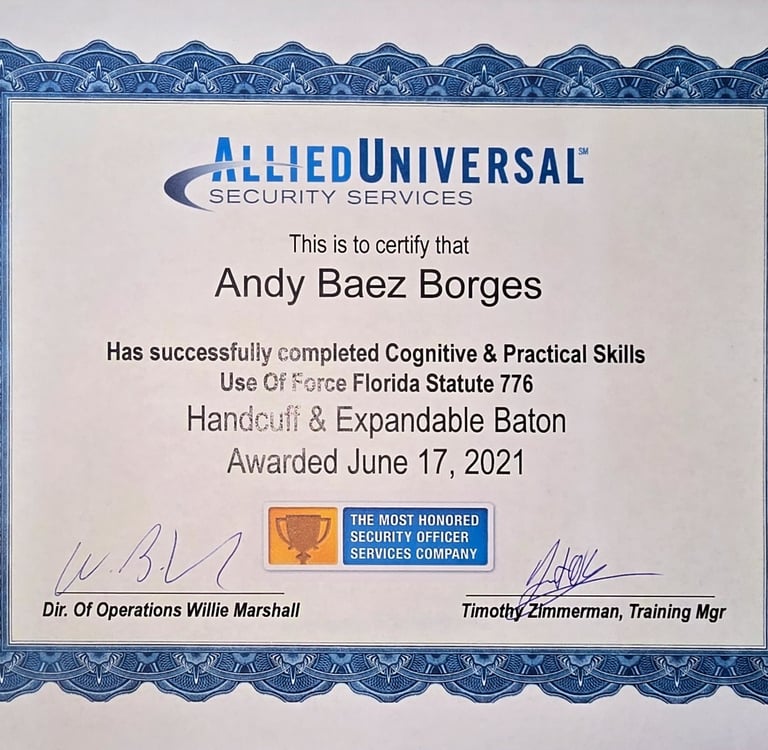 ALLIEDUNIVERSAL℠
SECURITY SERVICES
This is to certify that
Andy Baez Borges
Has successfully completed Cognitive & Practical Skills
Use Of Force Florida Statute 776
Handcuff & Expandable Baton
Awarded June 17, 2021
THE MOST HONORED
SECURITY OFFICER
SERVICES COMPANY
Dir. Of Operations Willie Marshall
Timothy Zimmerman, Training Mgr